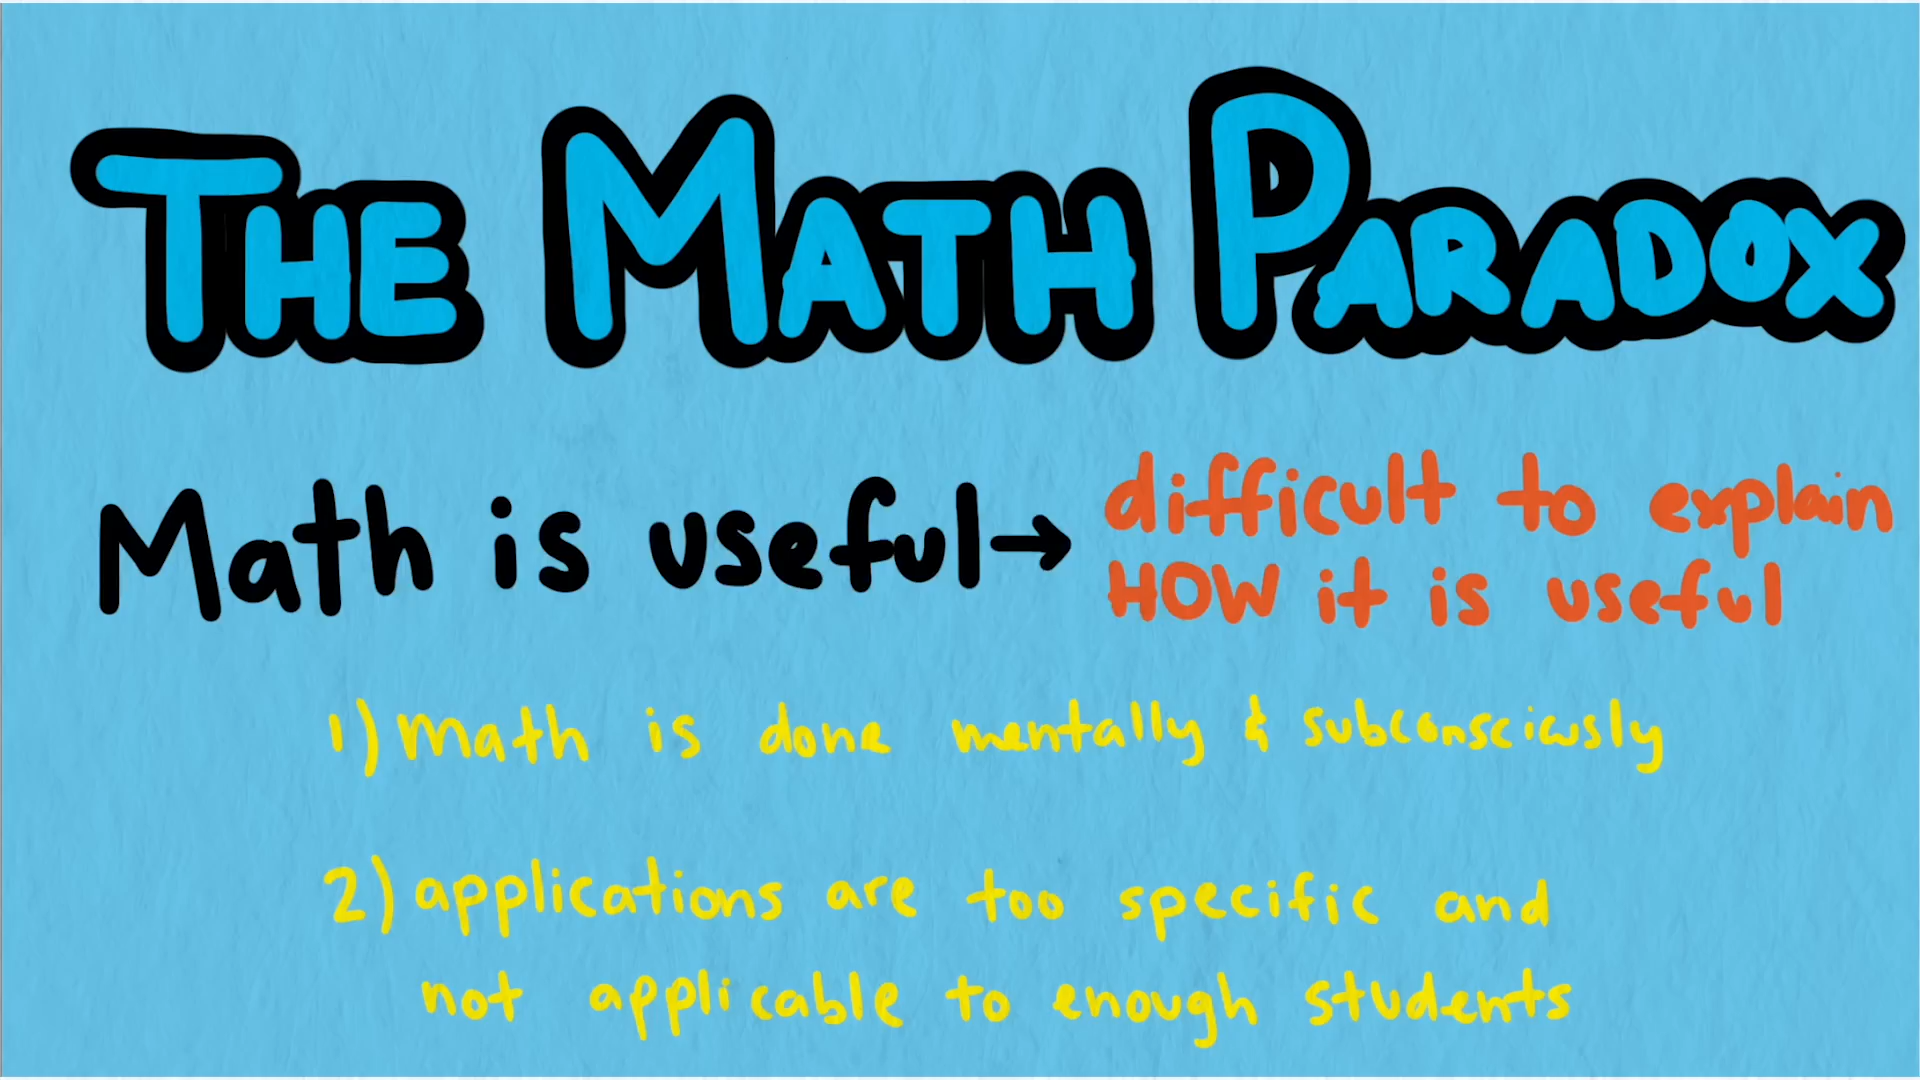 THE MATH PARADOX
Math is useful→ difficult to explain
HOW it is useful
1) math is done mentally & subconsciously
2) applications are too specific and
not applicable to enough students